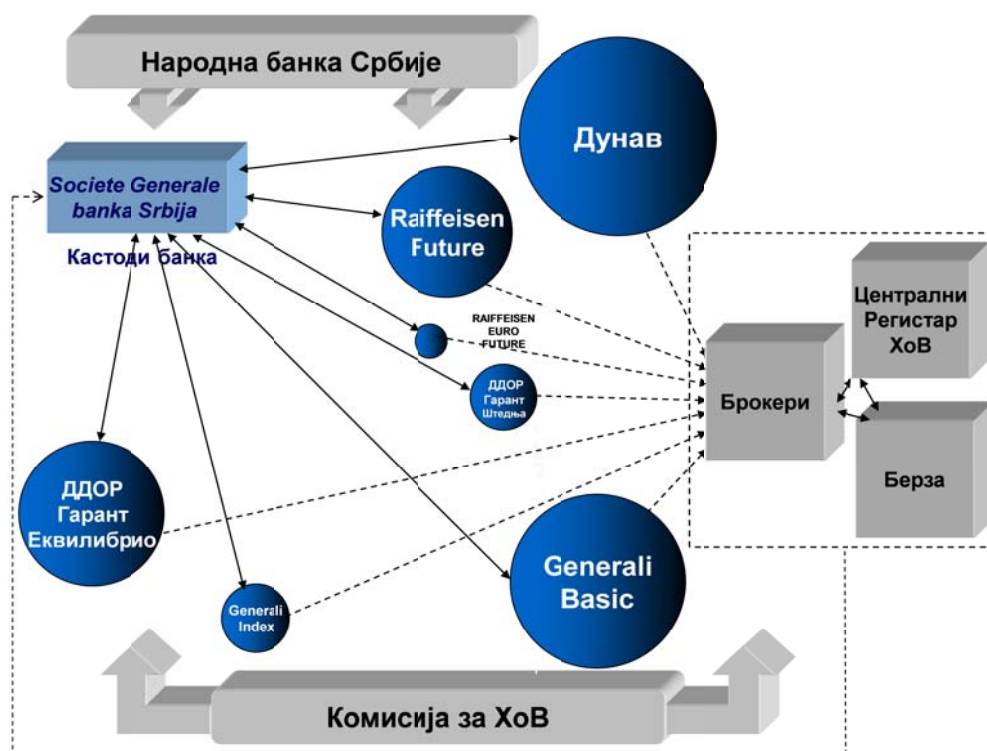 Народна банка Србије
Дунав
Societe Generale
banka Srbija
Кастоди банка
Raiffeisen
Future
RAIFFEISEN
EURO
FUTURE
ДДОР
Гарант
Штедња
Централни
Регистар
ХоВ
Брокери
Берза
ДДОР
Гарант
Еквилибрио
Generali
Index
Generali
Basic
Комисија за ХоВ